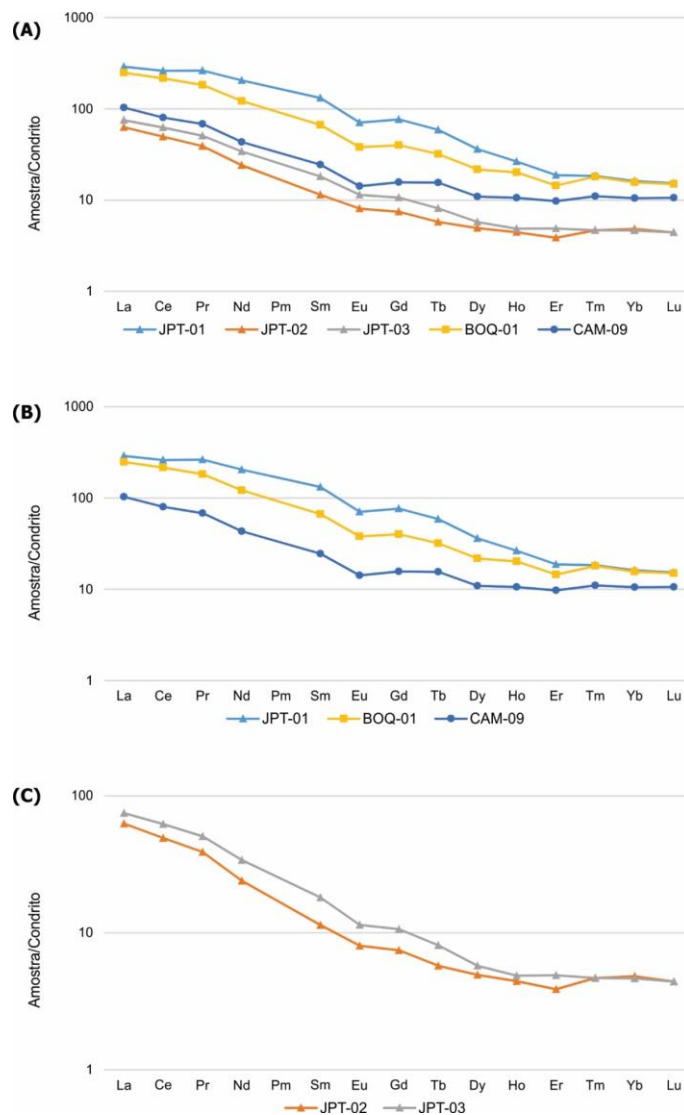 (A)
1000
100
10
1
Amostra/Condrito
La Ce Pr Nd Pm Sm Eu Gd Tb Dy Ho Er Tm Yb Lu
JPT-01 JPT-02 JPT-03 BOQ-01 CAM-09
(B)
1000
100
10
1
Amostra/Condrito
La Ce Pr Nd Pm Sm Eu Gd Tb Dy Ho Er Tm Yb Lu
JPT-01 BOQ-01 CAM-09
(C)
100
10
1
Amostra/Condrito
La Ce Pr Nd Pm Sm Eu Gd Tb Dy Ho Er Tm Yb Lu
JPT-02 JPT-03